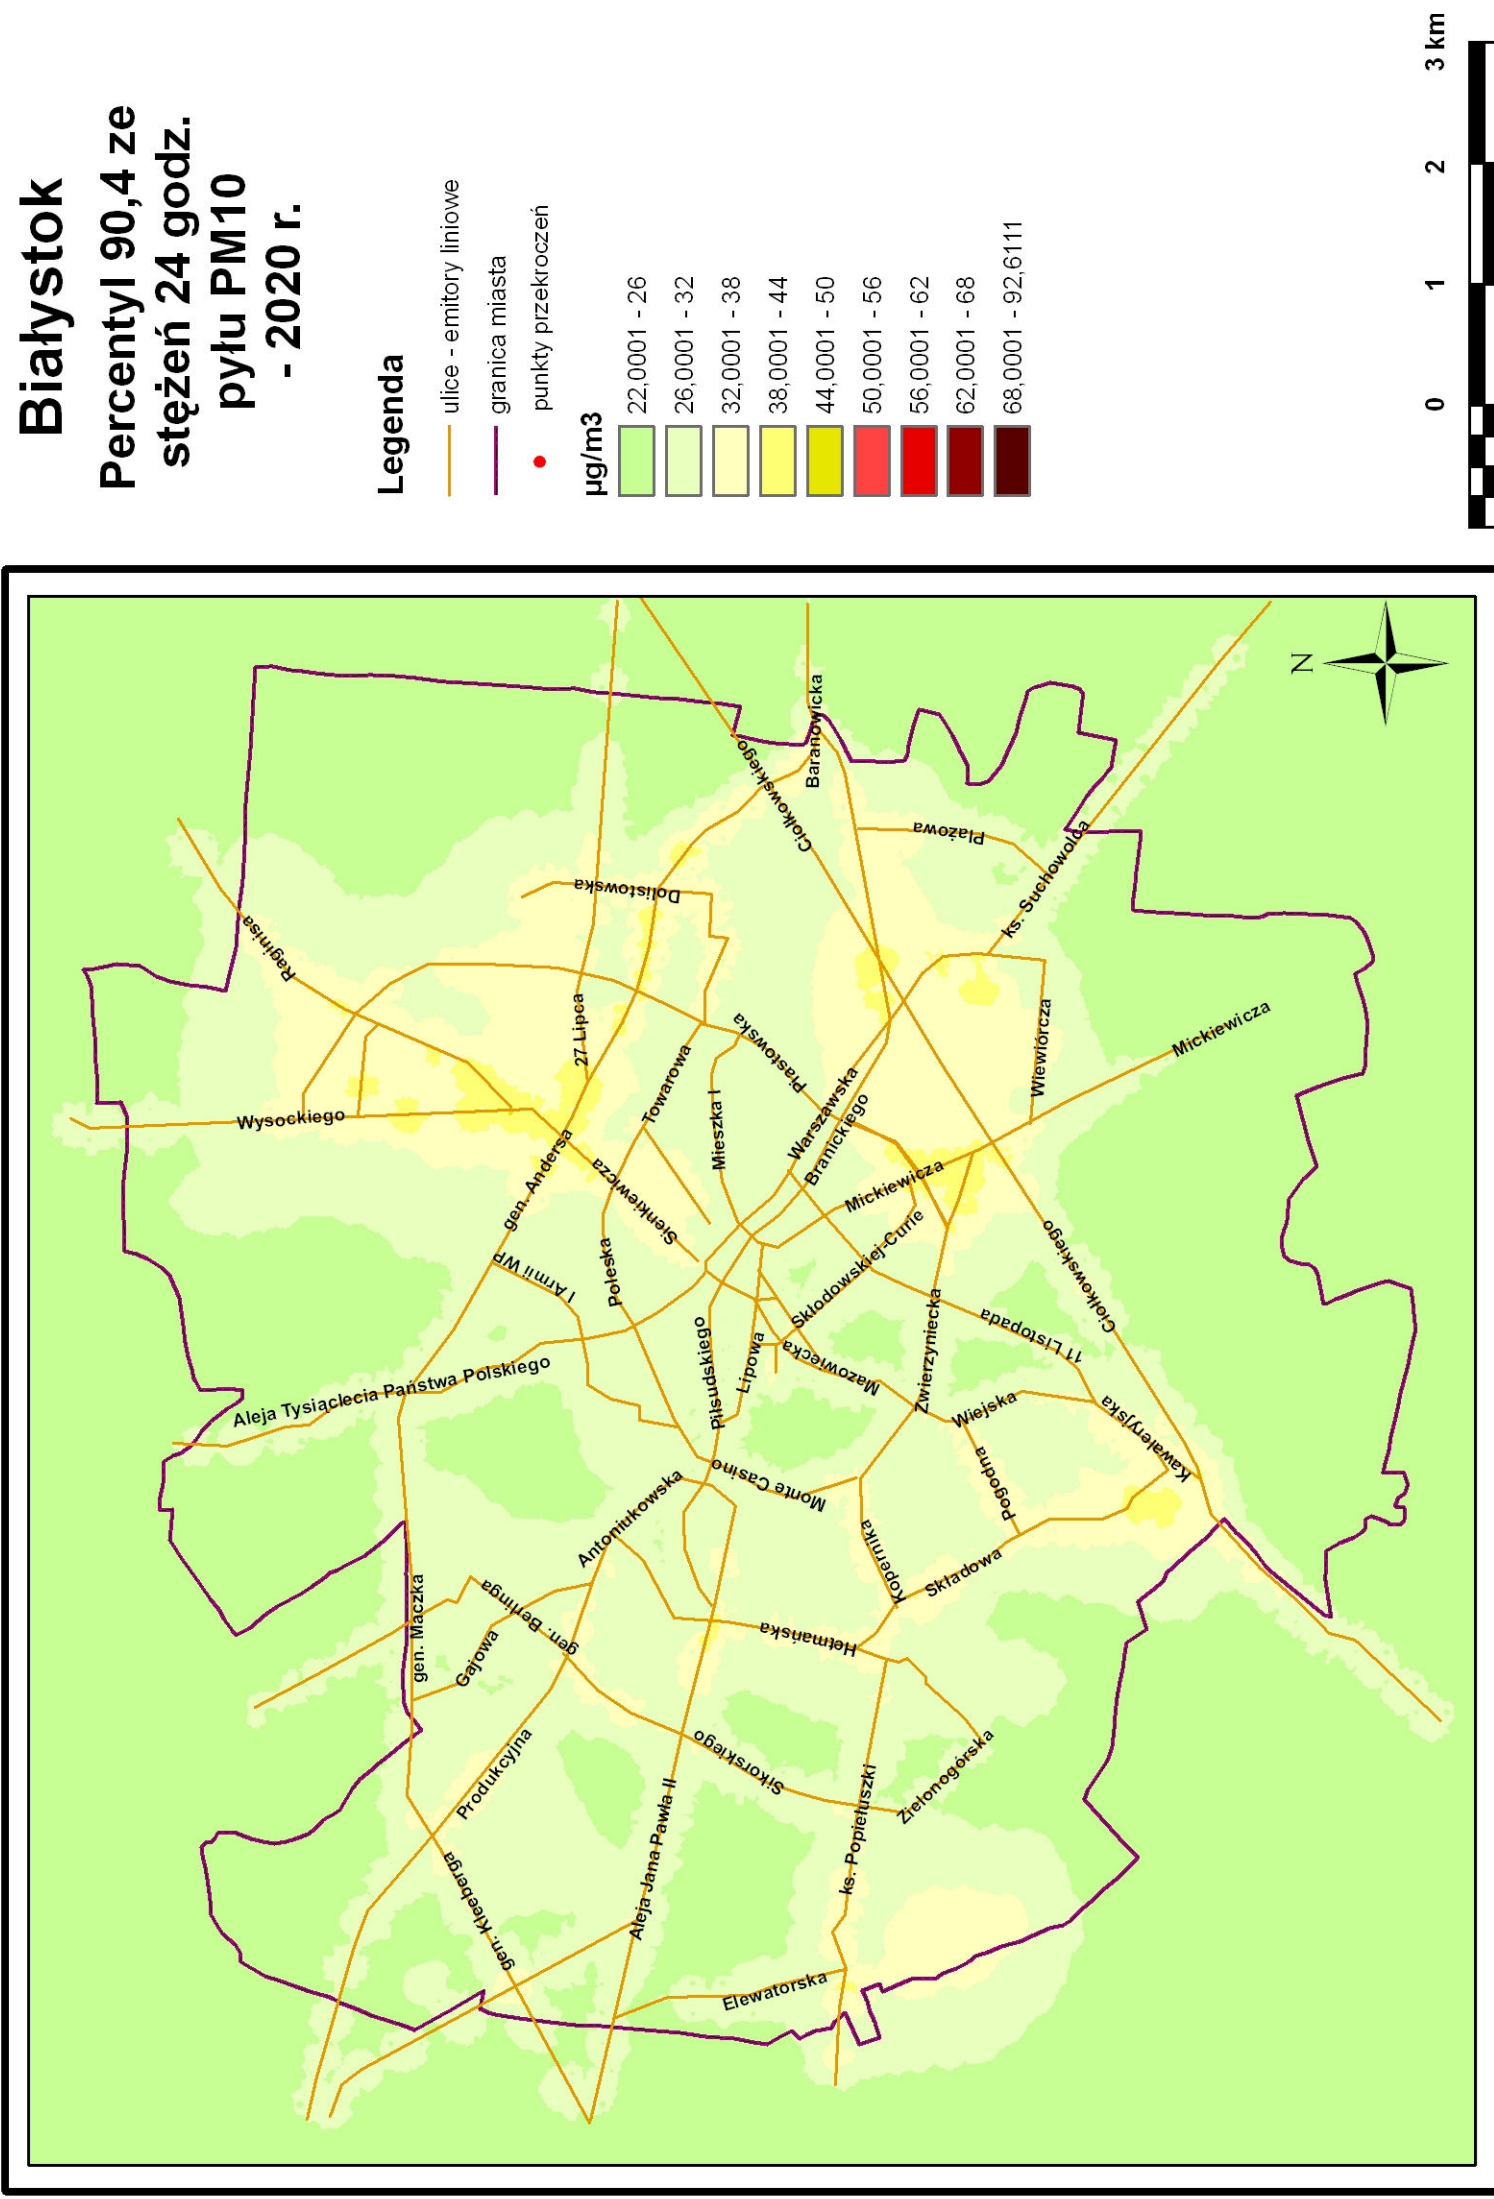 Białystok
Percentyl 90,4 ze
stężeń 24 godz.
pyłu PM10
- 2020 r.
Legenda
ulice - emitory liniowe
granica miasta
punkty przekroczeń
µg/m3
22,0001 - 26
26,0001 - 32
32,0001 - 38
38,0001 - 44
44,0001 - 50
50,0001 - 56
56,0001 - 62
62,0001 - 68
68,0001 - 92,6111
0 1 2 3 km
N
Raginisa
Wysockiego
27 Lipca
Dolistowska
Ciołkowskiego
Baranowicka
Plażowa
ks. Suchowolca
Towarowa
Piastowska
Mieszka I
Warszawska
Branickiego
Wiewiórcza
Mickiewicza
Mickiewicza
gen. Andersa
Sienkiewicza
I Armii WP
Poleska
Aleja Tysiąclecia Państwa Polskiego
Piłsudskiego
Lipowa
Skłodowskiej-Curie
Mazowiecka
Zwierzyniecka
11 Listopada
Ciołkowskiego
Wiejska
Kawaleryjska
Pogodna
Monte Casino
Antoniukowska
Kopernika
Składowa
gen. Maczka
gen. Berlinga
Gajowa
Hetmańska
Produkcyjna
Sikorskiego
Zielonogórska
ks. Popiełuszki
Aleja Jana Pawła II
gen. Kleeberga
Elewatorska